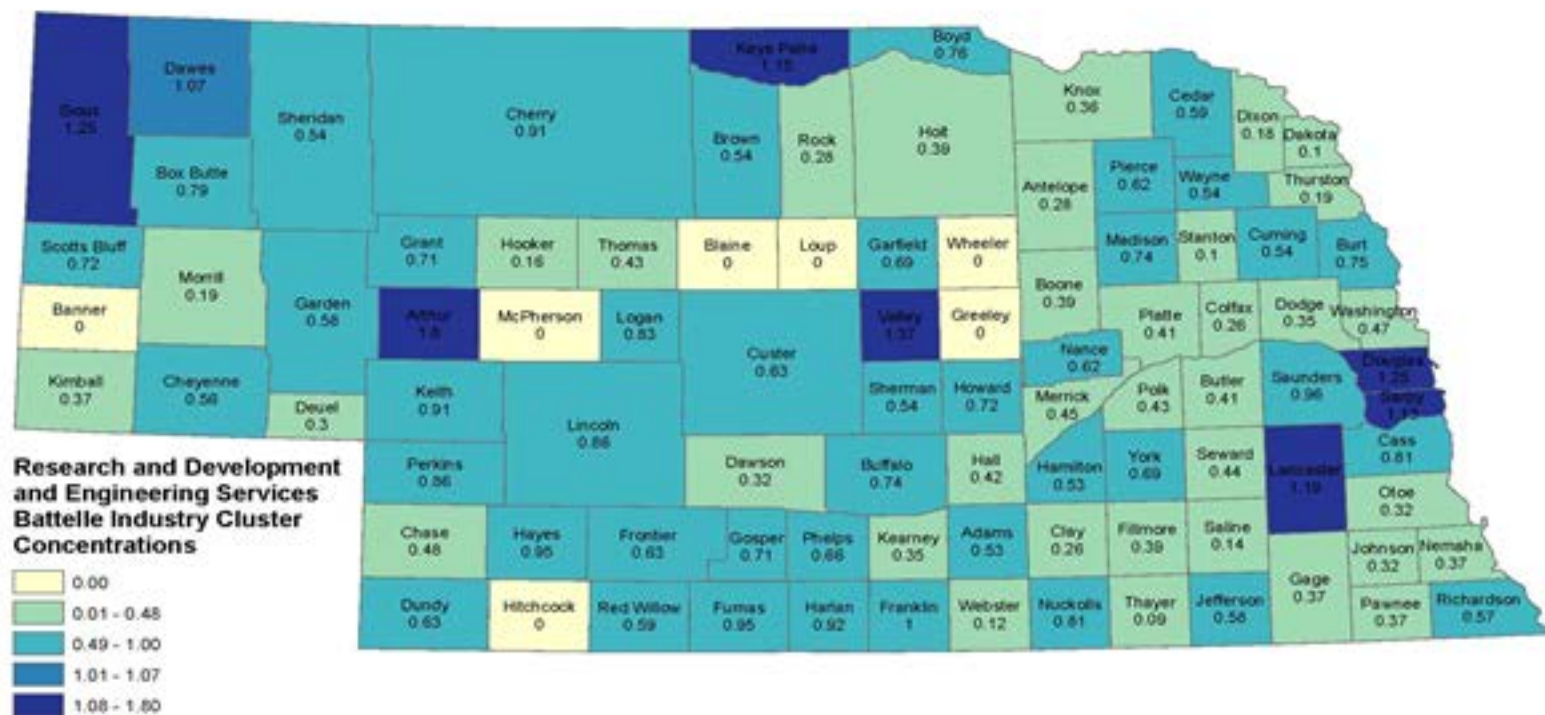 Sioux
1.25
Dawes
1.07
Sheridan
0.54
Box Butte
0.79
Cherry
0.91
Keya Paha
1.15
Boyd
0.76
Brown
0.54
Rock
0.28
Holt
0.39
Knox
0.36
Cedar
0.59
Dixon
0.18
Dakota
0.1
Antelope
0.28
Pierce
0.62
Wayne
0.54
Thurston
0.19
Scotts Bluff
0.72
Morrill
0.19
Garden
0.58
Grant
0.71
Hooker
0.16
Thomas
0.43
Blaine
0
Loup
0
Garfield
0.69
Wheeler
0
Boone
0.39
Madison
0.74
Stanton
0.1
Cuming
0.54
Burt
0.75
Banner
0
Arthur
1.8
McPherson
0
Logan
0.83
Custer
0.63
Valley
1.37
Greeley
0
Platte
0.41
Colfax
0.26
Dodge
0.35
Washington
0.47
Kimball
0.37
Cheyenne
0.56
Deuel
0.3
Keith
0.91
Lincoln
0.86
Sherman
0.54
Howard
0.72
Nance
0.62
Merrick
0.45
Polk
0.43
Butler
0.41
Saunders
0.96
Douglas
1.25
Sarpy
1.13
Perkins
0.86
Dawson
0.32
Buffalo
0.74
Hall
0.42
Hamilton
0.53
York
0.69
Seward
0.44
Lancaster
1.19
Cass
0.81
Otoe
0.32
Chase
0.48
Hayes
0.95
Frontier
0.63
Gosper
0.71
Phelps
0.66
Kearney
0.35
Adams
0.53
Clay
0.26
Fillmore
0.39
Saline
0.14
Gage
0.37
Johnson
0.32
Nemaha
0.37
Dundy
0.63
Hitchcock
0
Red Willow
0.59
Furnas
0.95
Harlan
0.92
Franklin
1
Webster
0.12
Nuckolls
0.81
Thayer
0.09
Jefferson
0.58
Pawnee
0.37
Richardson
0.57
Research and Development
and Engineering Services
Battelle Industry Cluster
Concentrations
0.00
0.01 - 0.48
0.49 - 1.00
1.01 - 1.07
1.08 - 1.80